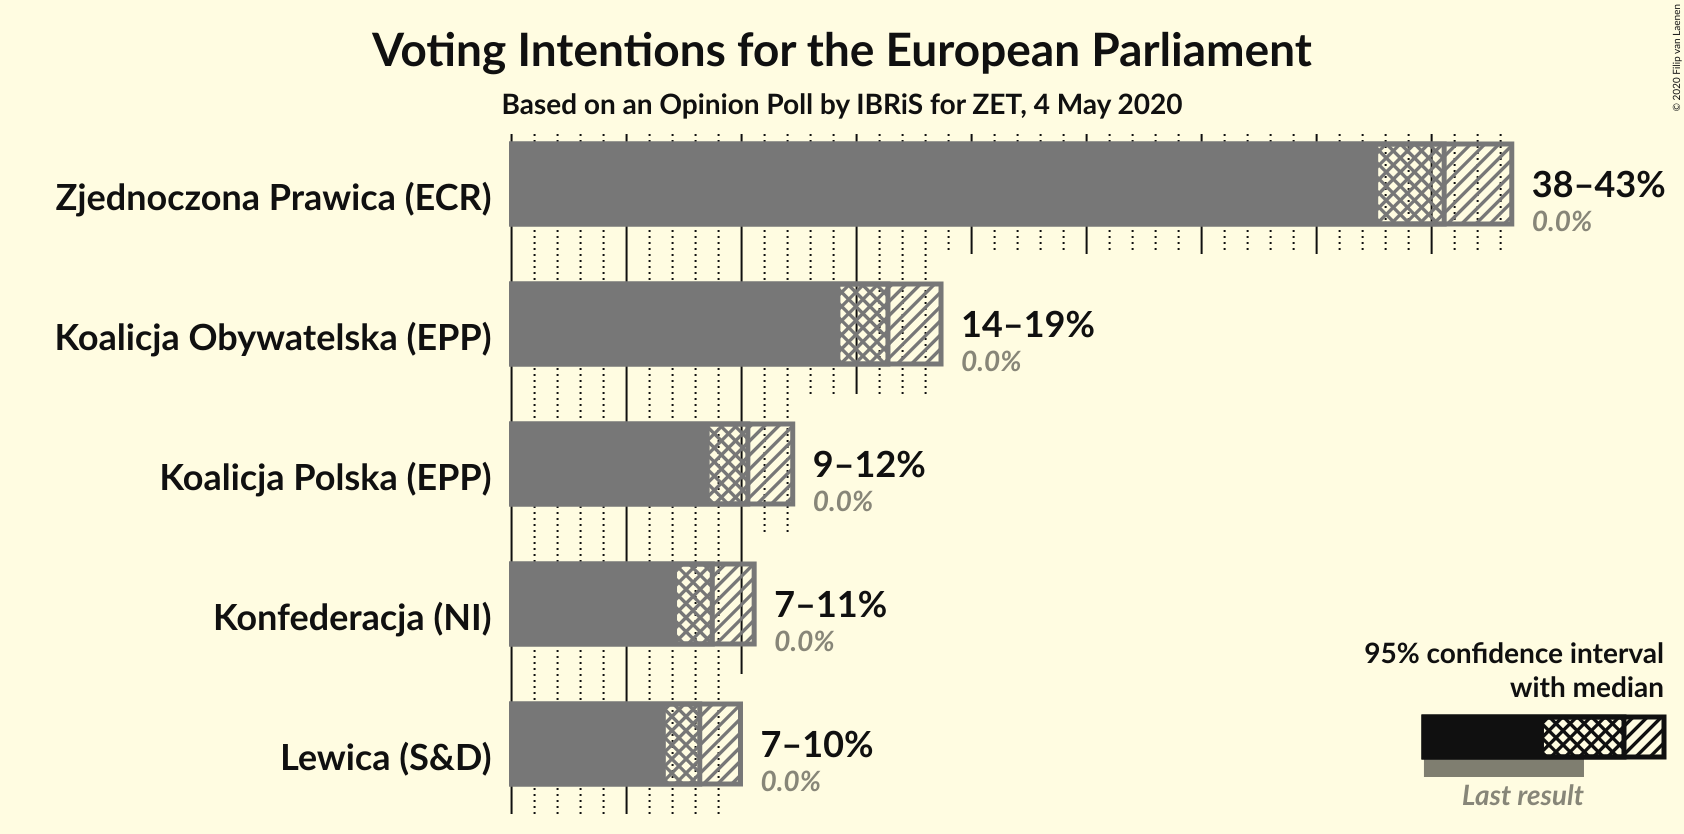 Voting Intentions for the European Parliament
Based on an Opinion Poll by IBRiS for ZET, 4 May 2020
© 2020 Filip van Laenen
Zjednoczona Prawica (ECR)
38–43%
0.0%
Koalicja Obywatelska (EPP)
14–19%
0.0%
Koalicja Polska (EPP)
9–12%
0.0%
Konfederacja (NI)
7–11%
0.0%
Lewica (S&D)
7–10%
0.0%
95% confidence interval
with median
Last result